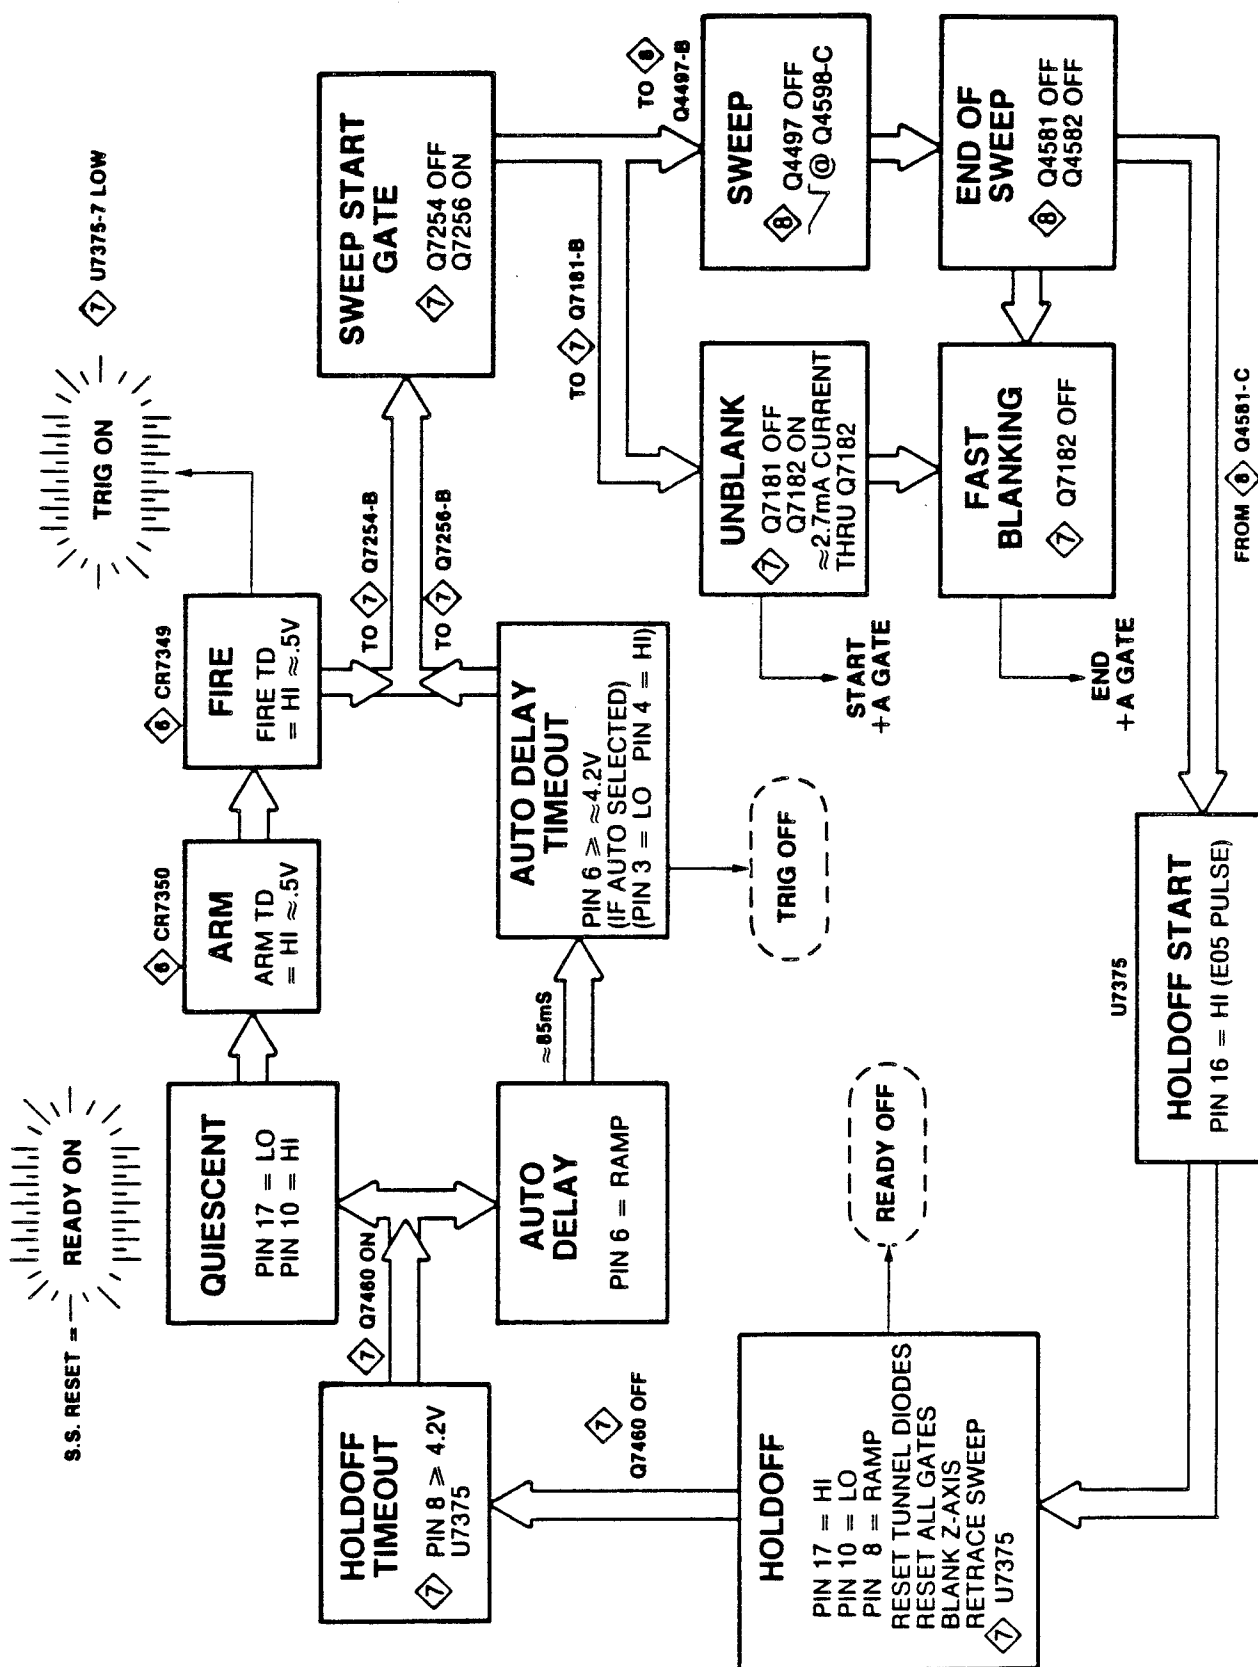 S.S. RESET =
READY ON
TRIG ON
7 U7375-7 LOW
QUIESCENT
PIN 17 = LO
PIN 10 = HI
6 CR7350
ARM
ARM TD
= HI ≈.5V
6 CR7349
FIRE
FIRE TD
= HI ≈.5V
HOLDOFF
TIMEOUT
7 PIN 8 ⩾ 4.2V
U7375
7 Q7460 ON
TO 7 Q7254-B
TO 7 Q7256-B
SWEEP START
GATE
7 Q7254 OFF
Q7256 ON
AUTO
DELAY
PIN 6 = RAMP
≈85mS
AUTO DELAY
TIMEOUT
PIN 6 ⩾ ≈4.2V
(IF AUTO SELECTED)
(PIN 3 = LO PIN 4 = HI)
TRIG OFF
TO 7 Q7181-B
TO 8
Q4497-B
7
Q7460 OFF
UNBLANK
7 Q7181 OFF
Q7182 ON
≈2.7mA CURRENT
THRU Q7182
START
+A GATE
SWEEP
8 Q4497 OFF
@ Q4598-C
HOLDOFF
PIN 17 = HI
PIN 10 = LO
PIN 8 = RAMP
RESET TUNNEL DIODES
RESET ALL GATES
BLANK Z-AXIS
RETRACE SWEEP
7 U7375
READY OFF
FAST
BLANKING
7 Q7182 OFF
END
+A GATE
END OF
SWEEP
8 Q4581 OFF
Q4582 OFF
U7375
HOLDOFF START
PIN 16 = HI (E05 PULSE)
FROM 8 Q4581-C